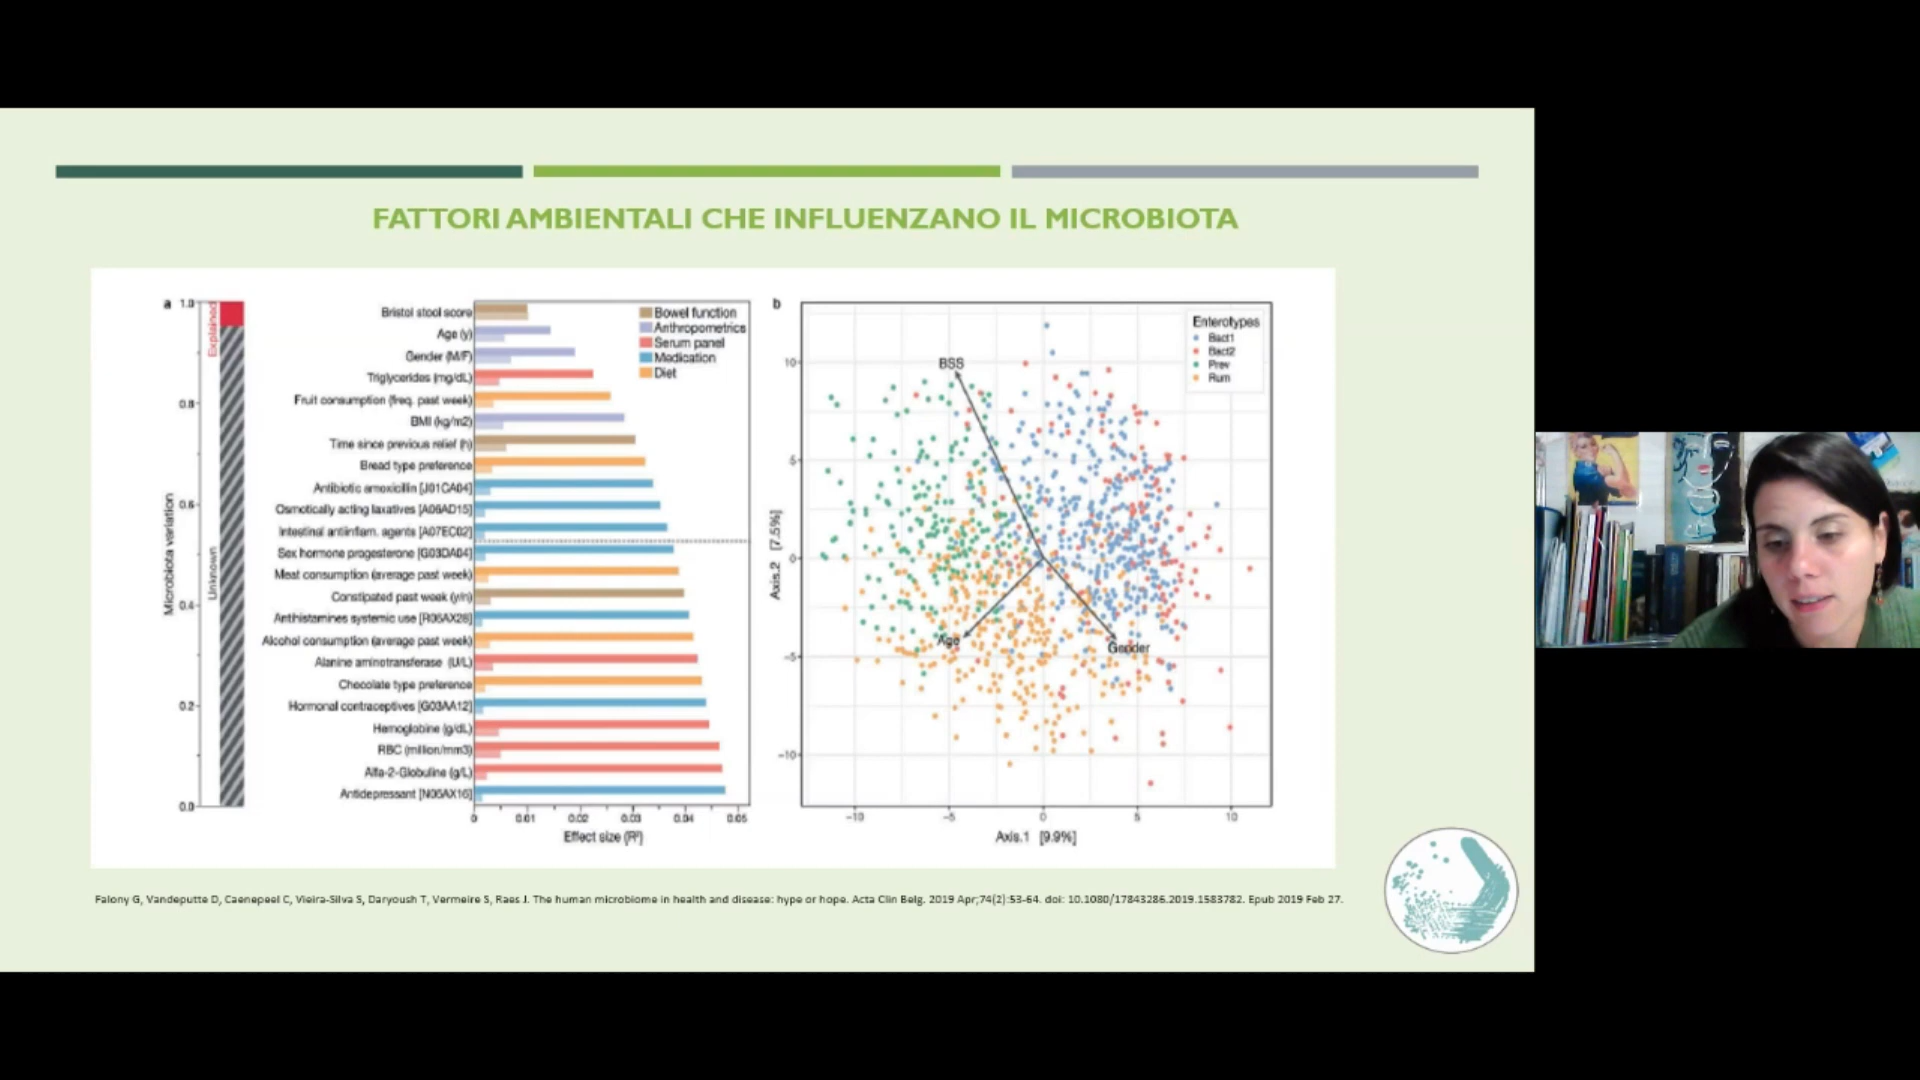 FATTORI AMBIENTALI CHE INFLUENZANO IL MICROBIOTA
a
1.0
0.8
0.6
0.4
0.2
0.0
Microbiota variation
Explained
Unknown
Bristol stool score
Age (y)
Gender (M/F)
Triglycerides (mg/dL)
Fruit consumption (freq. past week)
BMI (kg/m2)
Time since previous relief (h)
Bread type preference
Antibiotic amoxicillin [J01CA04]
Osmotically acting laxatives [A06AD15]
Intestinal antiinflam. agents [A07EC02]
Sex hormone progesterone [G03DA04]
Meat consumption (average past week)
Constipated past week (y/n)
Antihistamines systemic use [R06AX28]
Alcohol consumption (average past week)
Alanine aminotransferase (U/L)
Chocolate type preference
Hormonal contraceptives [G03AA12]
Hemoglobine (g/dL)
RBC (million/mm3)
Alfa-2-Globuline (g/L)
Antidepressant [N06AX16]
Bowel function
Anthropometrics
Serum panel
Medication
Diet
0 0.01 0.02 0.03 0.04 0.05
Effect size (R²)
b
Enterotypes
Bact1
Bact2
Prev
Rum
BSS
Age
Gender
10
5
0
-5
-10
Axis.2 [7.5%]
-10 -5 0 5 10
Axis.1 [9.9%]
Falony G, Vandeputte D, Caenepeel C, Vieira-Silva S, Daryoush T, Vermeire S, Raes J. The human microbiome in health and disease: hype or hope. Acta Clin Belg. 2019 Apr;74(2):53-64. doi: 10.1080/17843286.2019.1583782. Epub 2019 Feb 27.